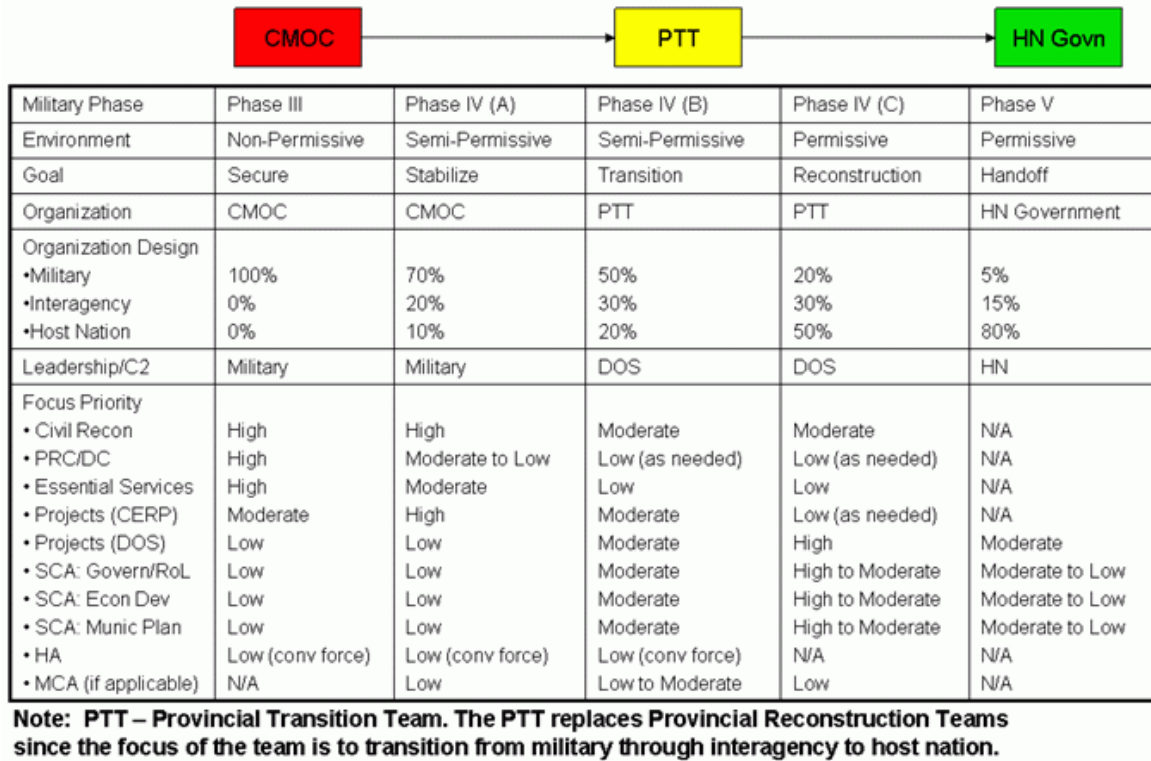 CMOC PTT HN Govn
Military Phase Phase III Phase IV (A) Phase IV (B) Phase IV (C) Phase V
Environment Non-Permissive Semi-Permissive Semi-Permissive Permissive Permissive
Goal Secure Stabilize Transition Reconstruction Handoff
Organization CMOC CMOC PTT PTT HN Government
Organization Design
•Military 100% 70% 50% 20% 5%
•Interagency 0% 20% 30% 30% 15%
•Host Nation 0% 10% 20% 50% 80%
Leadership/C2 Military Military DOS DOS HN
Focus Priority
• Civil Recon High High Moderate Moderate N/A
• PRC/DC High Moderate to Low Low (as needed) Low (as needed) N/A
• Essential Services High Moderate Low Low N/A
• Projects (CERP) Moderate High Moderate Low (as needed) N/A
• Projects (DOS) Low Low Moderate High Moderate
• SCA: Govern/RoL Low Low Moderate High to Moderate Moderate to Low
• SCA: Econ Dev Low Low Moderate High to Moderate Moderate to Low
• SCA: Munic Plan Low Low Moderate High to Moderate Moderate to Low
• HA Low (conv force) Low (conv force) Low (conv force) N/A N/A
• MCA (if applicable) N/A Low Low to Moderate Low N/A
Note: PTT – Provincial Transition Team. The PTT replaces Provincial Reconstruction Teams
since the focus of the team is to transition from military through interagency to host nation.